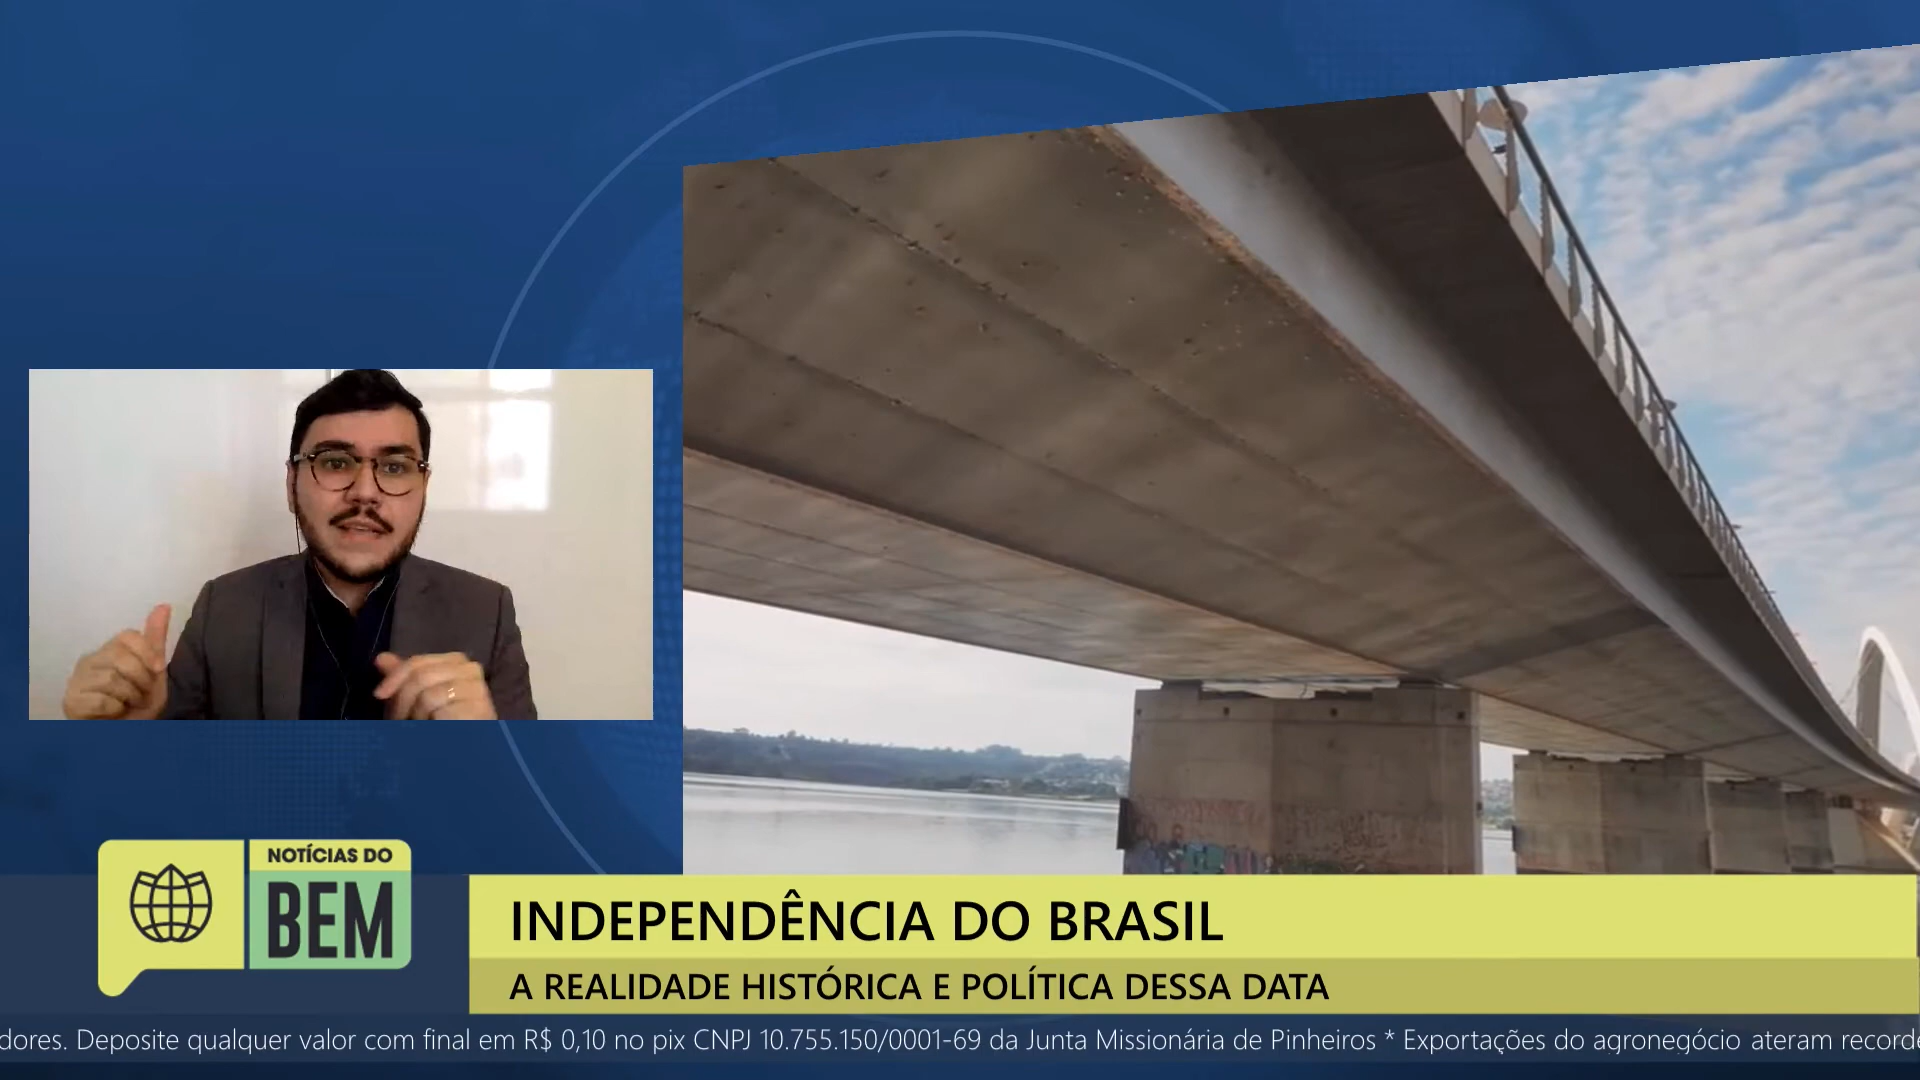 NOTÍCIAS DO
BEM
INDEPENDÊNCIA DO BRASIL
A REALIDADE HISTÓRICA E POLÍTICA DESSA DATA
dores. Deposite qualquer valor com final em R$ 0,10 no pix CNPJ 10.755.150/0001-69 da Junta Missionária de Pinheiros * Exportações do agronegócio ateram recorde